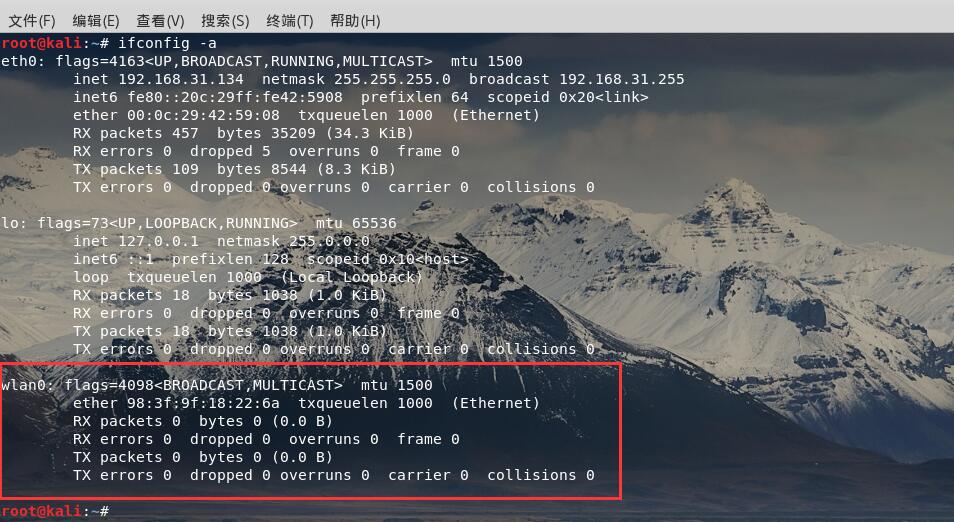 文件(F) 编辑(E) 查看(V) 搜索(S) 终端(T) 帮助(H)
root@kali:~# ifconfig -a
eth0: flags=4163<UP,BROADCAST,RUNNING,MULTICAST>  mtu 1500
        inet 192.168.31.134  netmask 255.255.255.0  broadcast 192.168.31.255
        inet6 fe80::20c:29ff:fe42:5908  prefixlen 64  scopeid 0x20<link>
        ether 00:0c:29:42:59:08  txqueuelen 1000  (Ethernet)
        RX packets 457  bytes 35209 (34.3 KiB)
        RX errors 0  dropped 5  overruns 0  frame 0
        TX packets 109  bytes 8544 (8.3 KiB)
        TX errors 0  dropped 0 overruns 0  carrier 0  collisions 0
lo: flags=73<UP,LOOPBACK,RUNNING>  mtu 65536
        inet 127.0.0.1  netmask 255.0.0.0
        inet6 ::1  prefixlen 128  scopeid 0x10<host>
        loop  txqueuelen 1000  (Local Loopback)
        RX packets 18  bytes 1038 (1.0 KiB)
        RX errors 0  dropped 0  overruns 0  frame 0
        TX packets 18  bytes 1038 (1.0 KiB)
        TX errors 0  dropped 0 overruns 0  carrier 0  collisions 0
wlan0: flags=4098<BROADCAST,MULTICAST>  mtu 1500
        ether 98:3f:9f:18:22:6a  txqueuelen 1000  (Ethernet)
        RX packets 0  bytes 0 (0.0 B)
        RX errors 0  dropped 0  overruns 0  frame 0
        TX packets 0  bytes 0 (0.0 B)
        TX errors 0  dropped 0 overruns 0  carrier 0  collisions 0
root@kali:~#